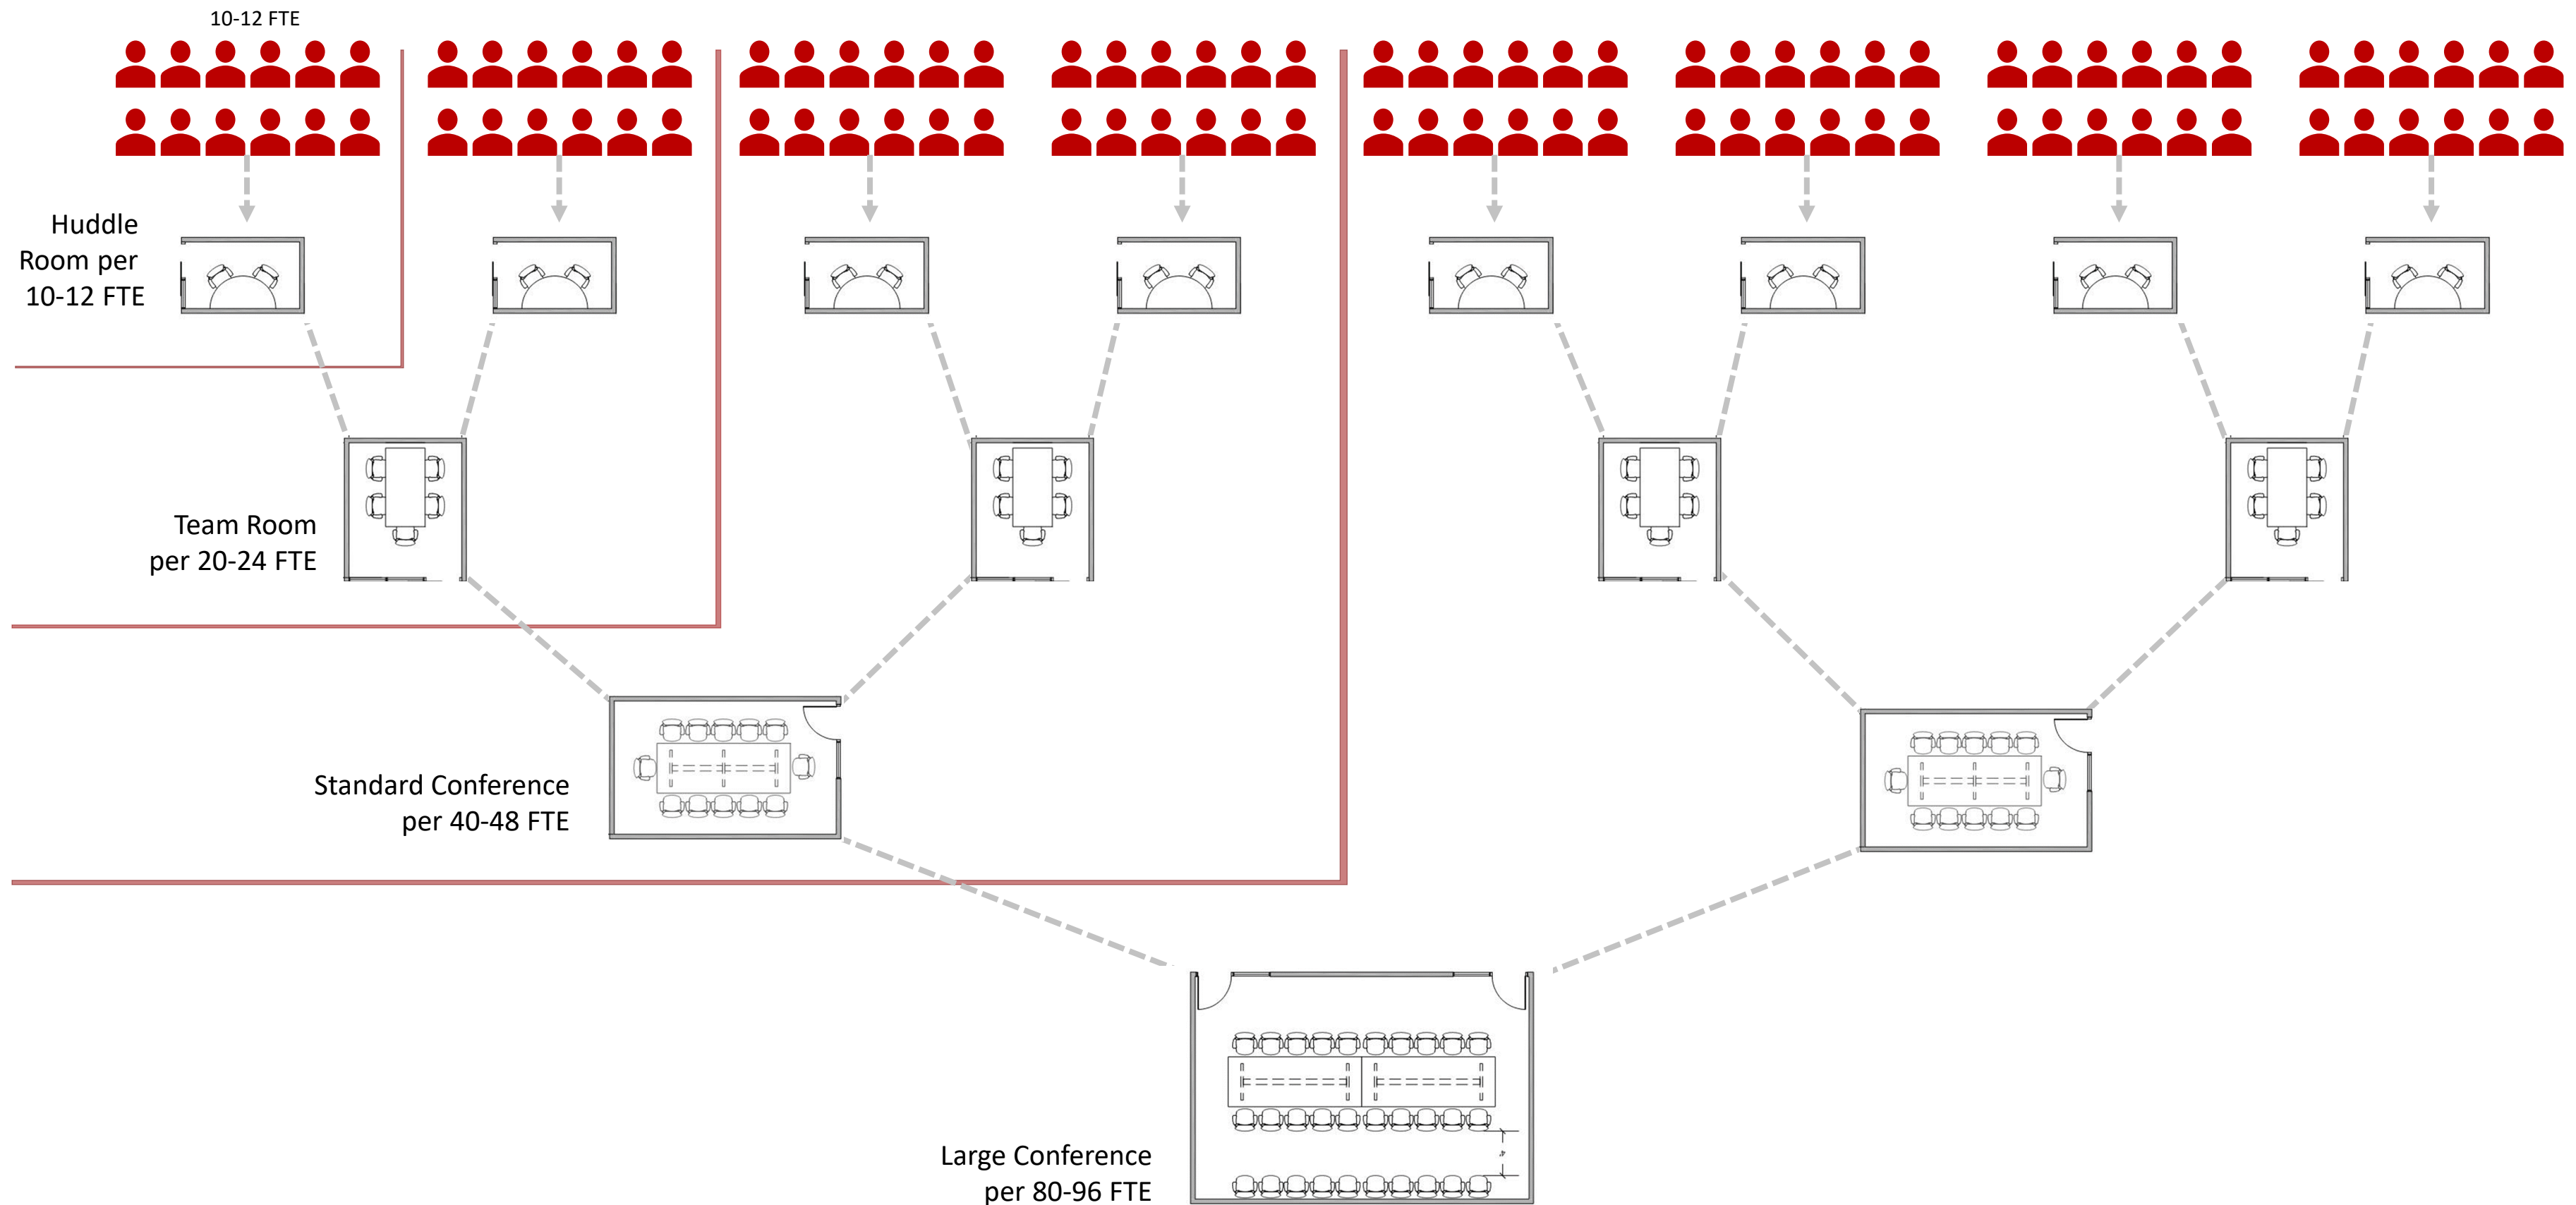 10-12 FTE
Huddle
Room per
10-12 FTE
Team Room
per 20-24 FTE
Standard Conference
per 40-48 FTE
Large Conference
per 80-96 FTE